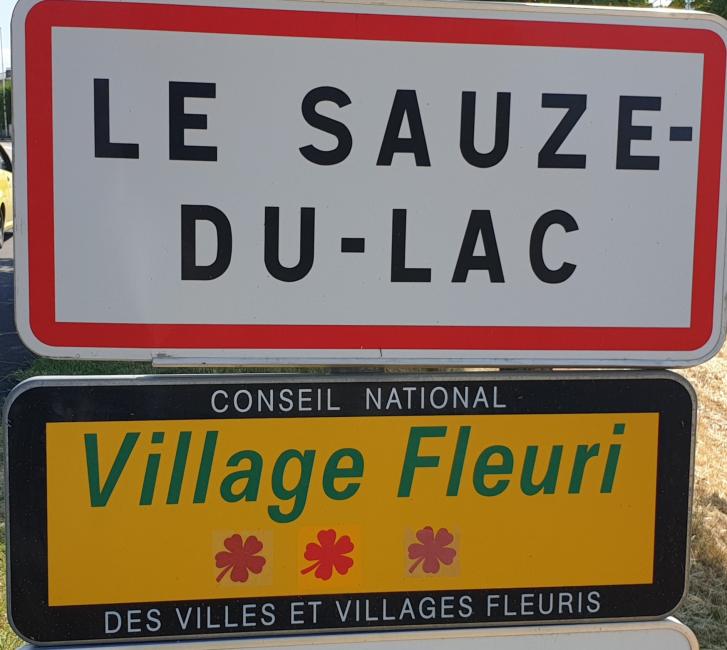 LE SAUZE-
DU-LAC
CONSEIL NATIONAL
Village Fleuri
DES VILLES ET VILLAGES FLEURIS